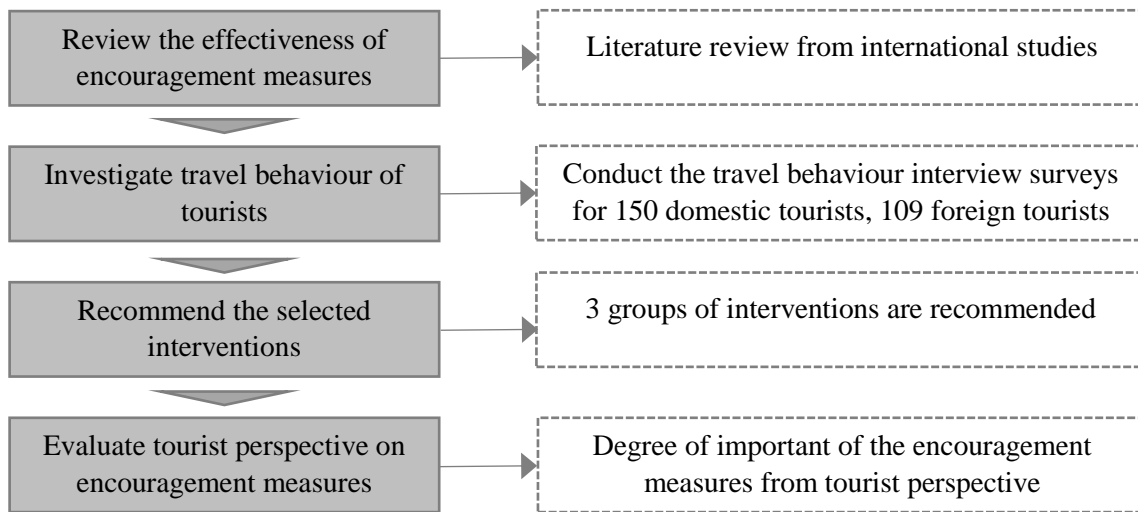 Review the effectiveness of
encouragement measures
Literature review from international studies
Investigate travel behaviour of
tourists
Conduct the travel behaviour interview surveys
for 150 domestic tourists, 109 foreign tourists
Recommend the selected
interventions
3 groups of interventions are recommended
Evaluate tourist perspective on
encouragement measures
Degree of important of the encouragement
measures from tourist perspective